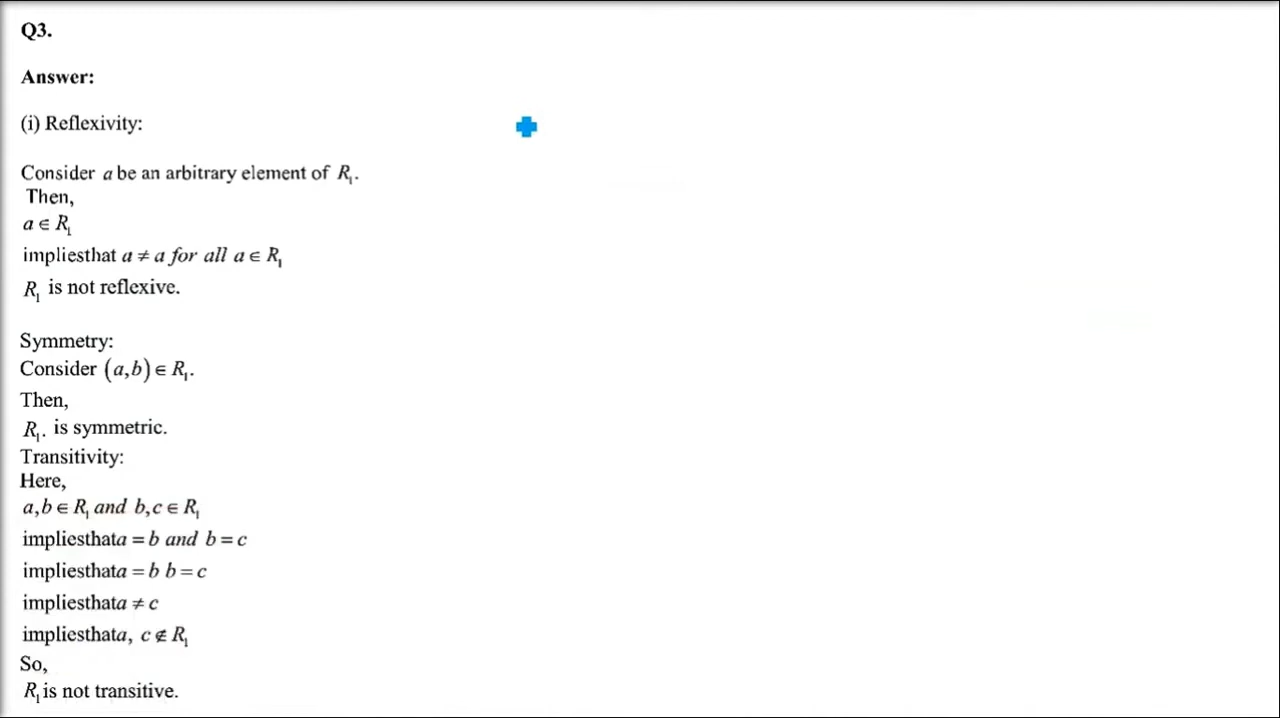 Q3.
Answer:
(i) Reflexivity:
Consider a be an arbitrary element of R₁.
Then,
a ∈ R₁
impliesthat a ≠ a for all a ∈ R₁
R₁ is not reflexive.
Symmetry:
Consider (a,b) ∈ R₁.
Then,
R₁. is symmetric.
Transitivity:
Here,
a,b ∈ R₁ and b,c ∈ R₁
impliesthata = b and b = c
impliesthata = b b = c
impliesthata ≠ c
impliesthata, c ∉ R₁
So,
R₁ is not transitive.